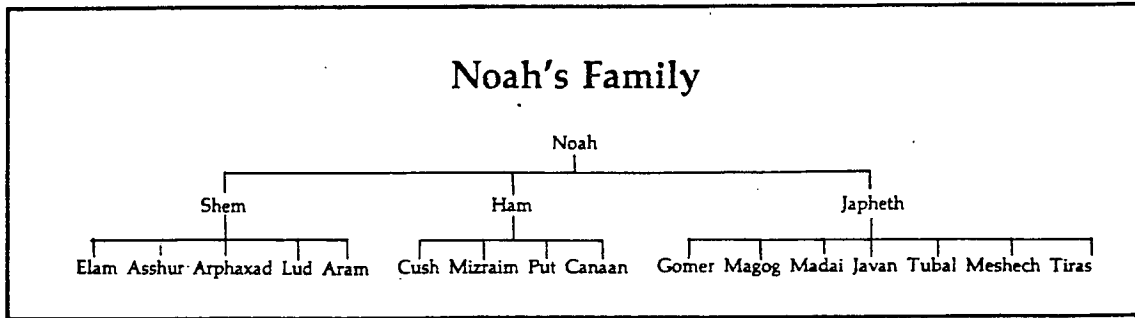 Noah's Family
Noah
Shem Ham Japheth
Elam Asshur Arphaxad Lud Aram Cush Mizraim Put Canaan Gomer Magog Madai Javan Tubal Meshech Tiras